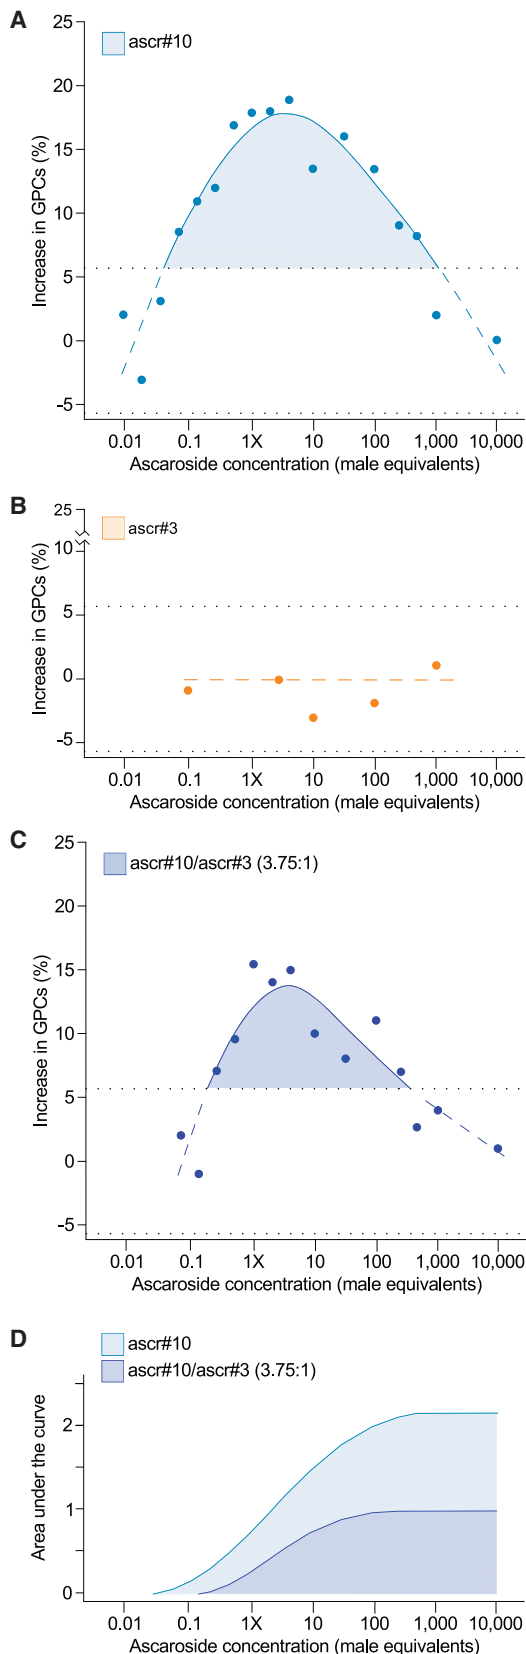 A
25
ascr#10
20
15
10
5
0
-5
Increase in GPCs (%)
0.01 0.1 1X 10 100 1,000 10,000
Ascaroside concentration (male equivalents)
B
25
ascr#3
10
5
0
-5
Increase in GPCs (%)
0.01 0.1 1X 10 100 1,000 10,000
Ascaroside concentration (male equivalents)
C
25
ascr#10/ascr#3 (3.75:1)
20
15
10
5
0
-5
Increase in GPCs (%)
0.01 0.1 1X 10 100 1,000 10,000
Ascaroside concentration (male equivalents)
D
ascr#10
ascr#10/ascr#3 (3.75:1)
2
1
0
Area under the curve
0.01 0.1 1X 10 100 1,000 10,000
Ascaroside concentration (male equivalents)